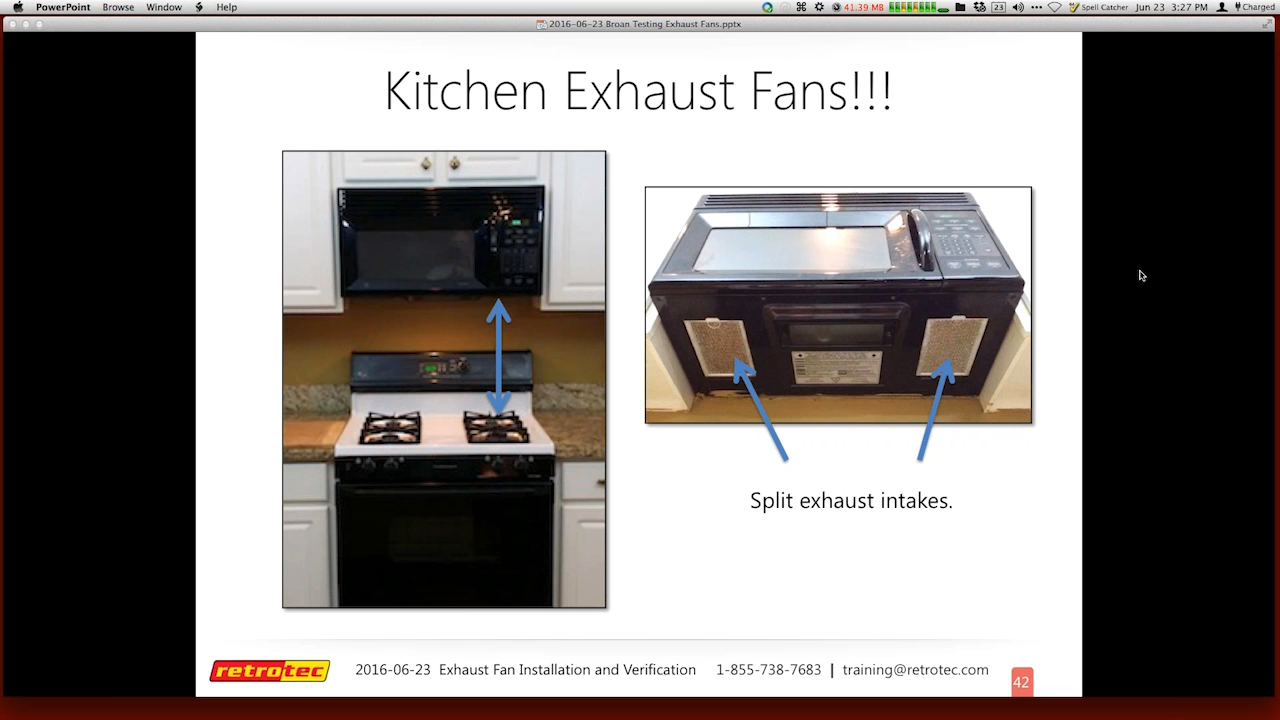 PowerPoint Browse Window Help 41.39 MB 23 Spell Catcher Jun 23 3:27 PM Charged
2016-06-23 Broan Testing Exhaust Fans.pptx
Kitchen Exhaust Fans!!!
Split exhaust intakes.
retrotec 2016-06-23 Exhaust Fan Installation and Verification 1-855-738-7683 | training@retrotec.com
42